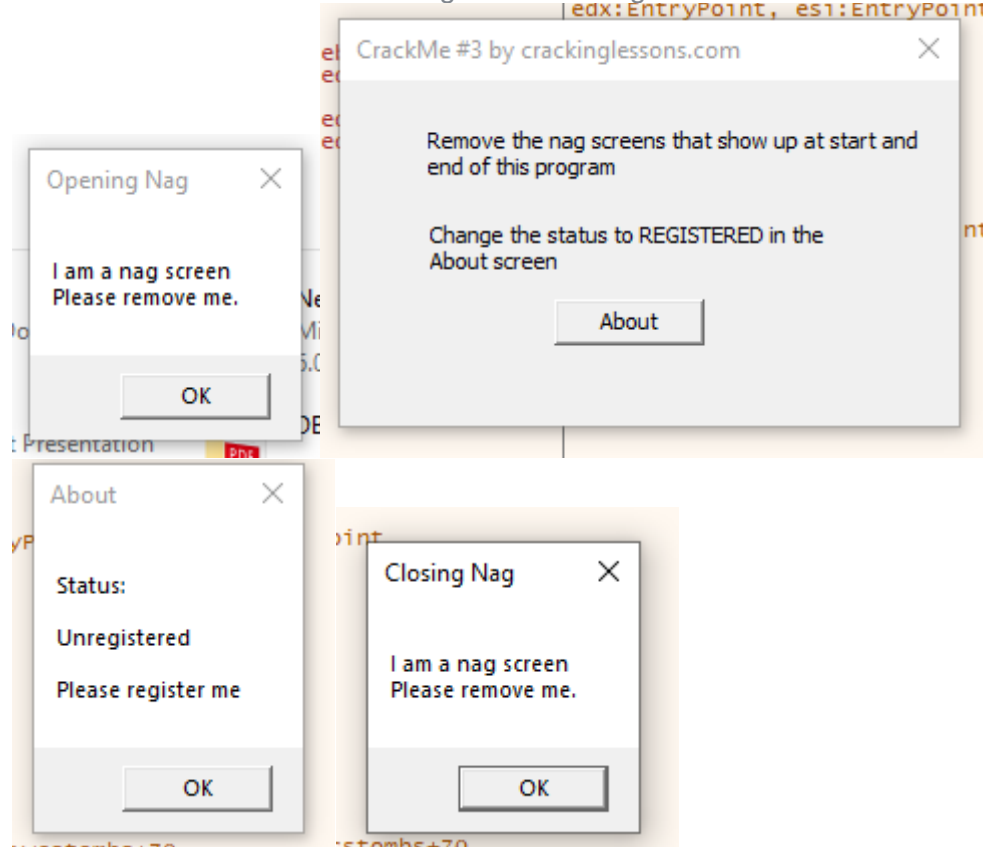 edx:EntryPoint, esi:EntryPoint
CrackMe #3 by crackinglessons.com
Remove the nag screens that show up at start and
end of this program
Change the status to REGISTERED in the
About screen
About
Opening Nag
I am a nag screen
Please remove me.
OK
Presentation
PDF
About
Status:
Unregistered
Please register me
OK
Closing Nag
I am a nag screen
Please remove me.
OK